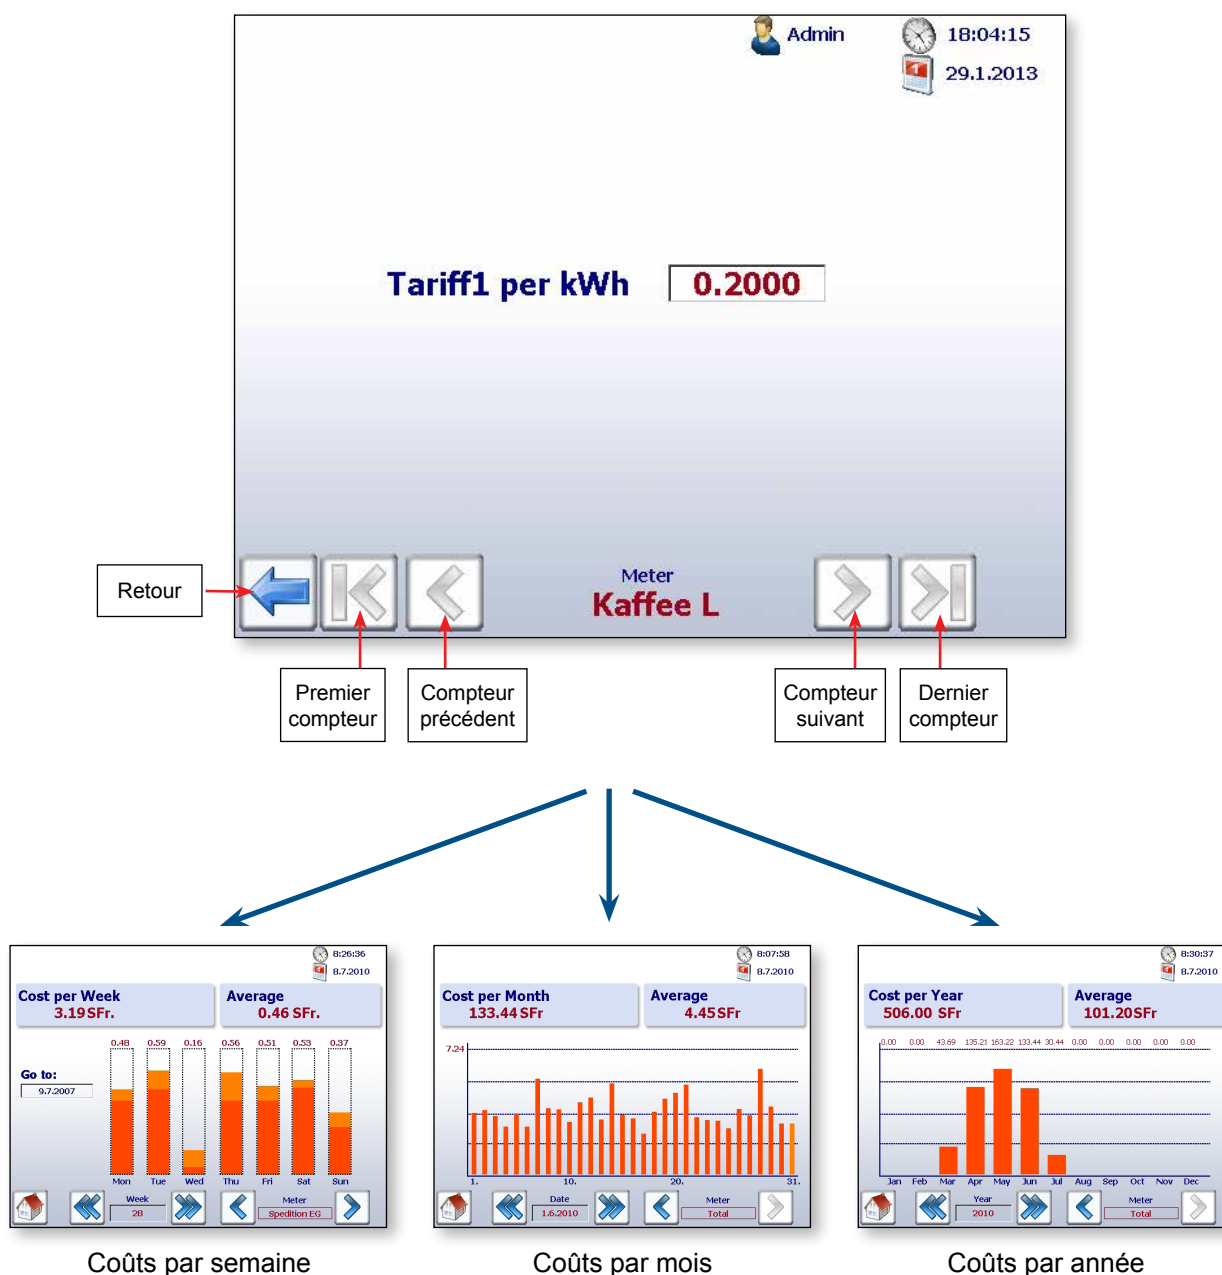 Admin
18:04:15
29.1.2013
Tariff1 per kWh 0.2000
Meter
Kaffee L
Retour
Premier
compteur
Compteur
précédent
Compteur
suivant
Dernier
compteur
8:26:36
8.7.2010
Cost per Week
3.19 SFr.
Average
0.46 SFr.
0.48 0.59 0.16 0.56 0.51 0.53 0.37
Go to:
9.7.2007
Mon Tue Wed Thu Fri Sat Sun
Week
28
Meter
Spedition EG
Coûts par semaine
8:07:58
8.7.2010
Cost per Month
133.44 SFr
Average
4.45 SFr
7.24
1. 10. 20. 31.
Date
1.6.2010
Meter
Total
Coûts par mois
8:30:37
8.7.2010
Cost per Year
506.00 SFr
Average
101.20 SFr
0.00 0.00 43.69 135.21 163.22 133.44 30.44 0.00 0.00 0.00 0.00 0.00
Jan Feb Mar Apr May Jun Jul Aug Sep Oct Nov Dec
Year
2010
Meter
Total
Coûts par année